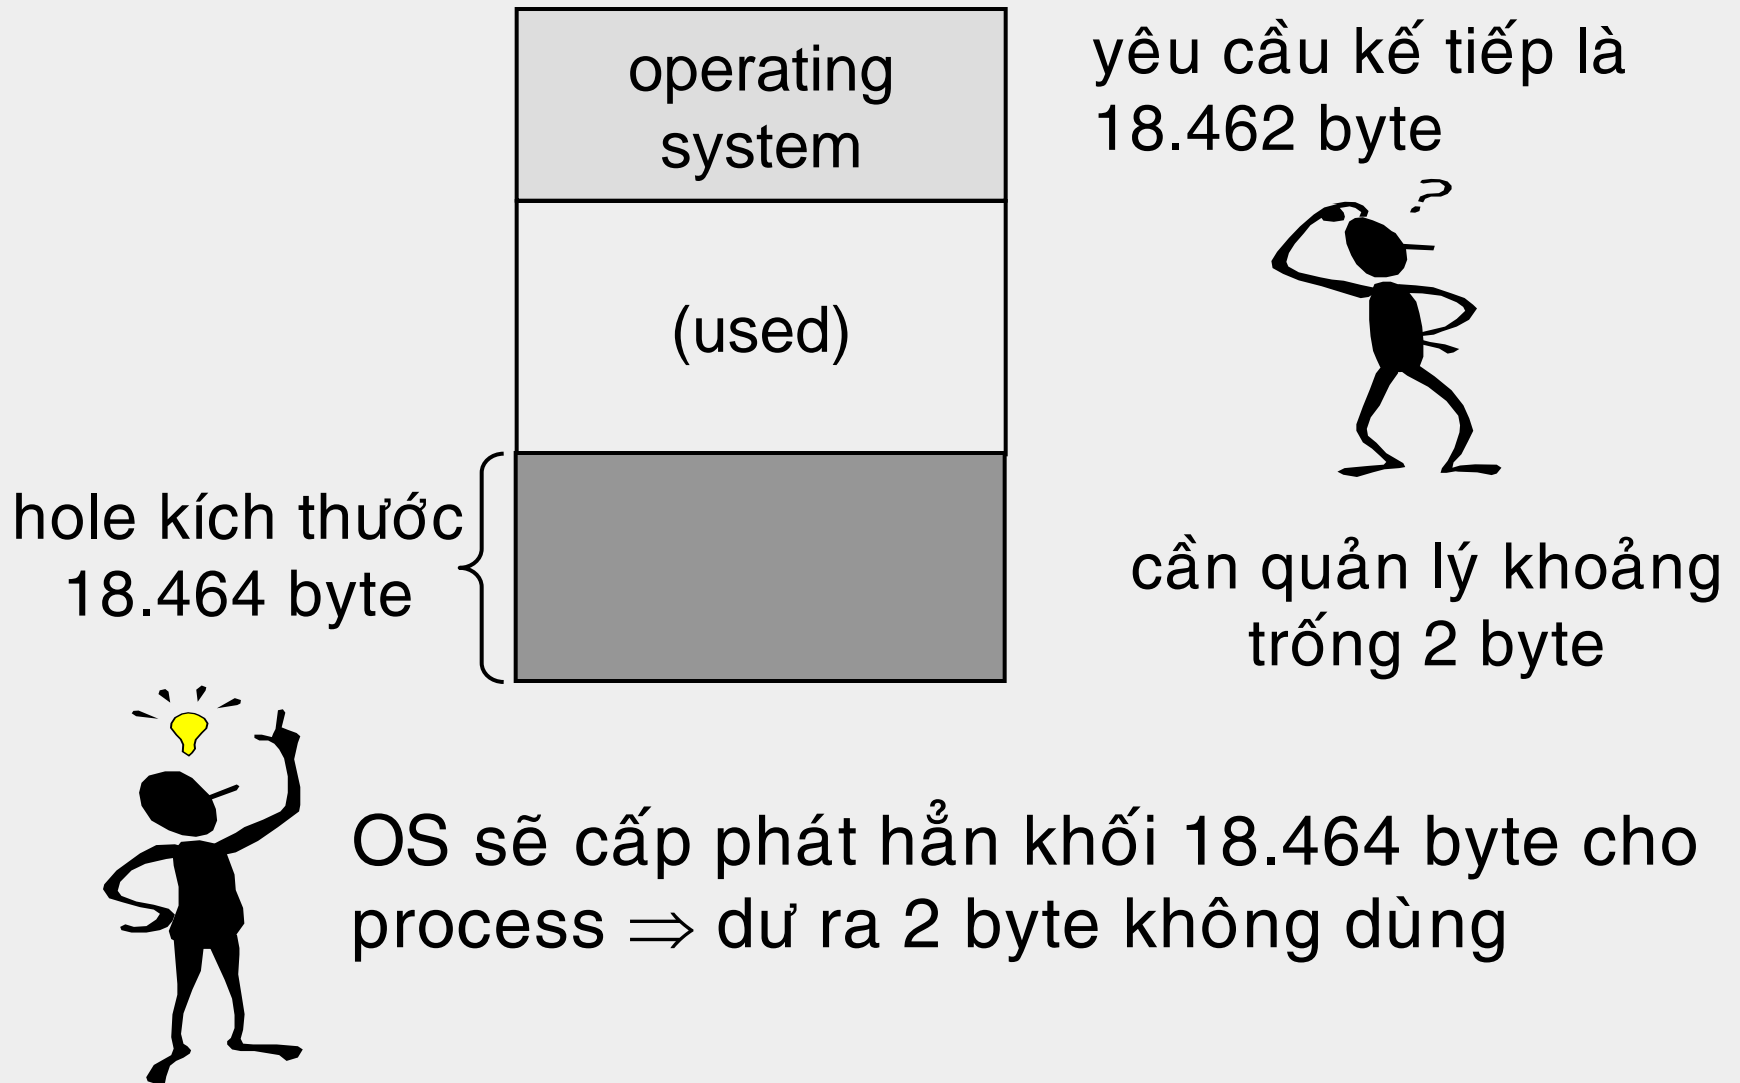 operating
system
yêu cầu kế tiếp là
18.462 byte
?
(used)
hole kích thước
18.464 byte
cần quản lý khoảng
trống 2 byte
OS sẽ cấp phát hẳn khối 18.464 byte cho
process ⇒ dư ra 2 byte không dùng